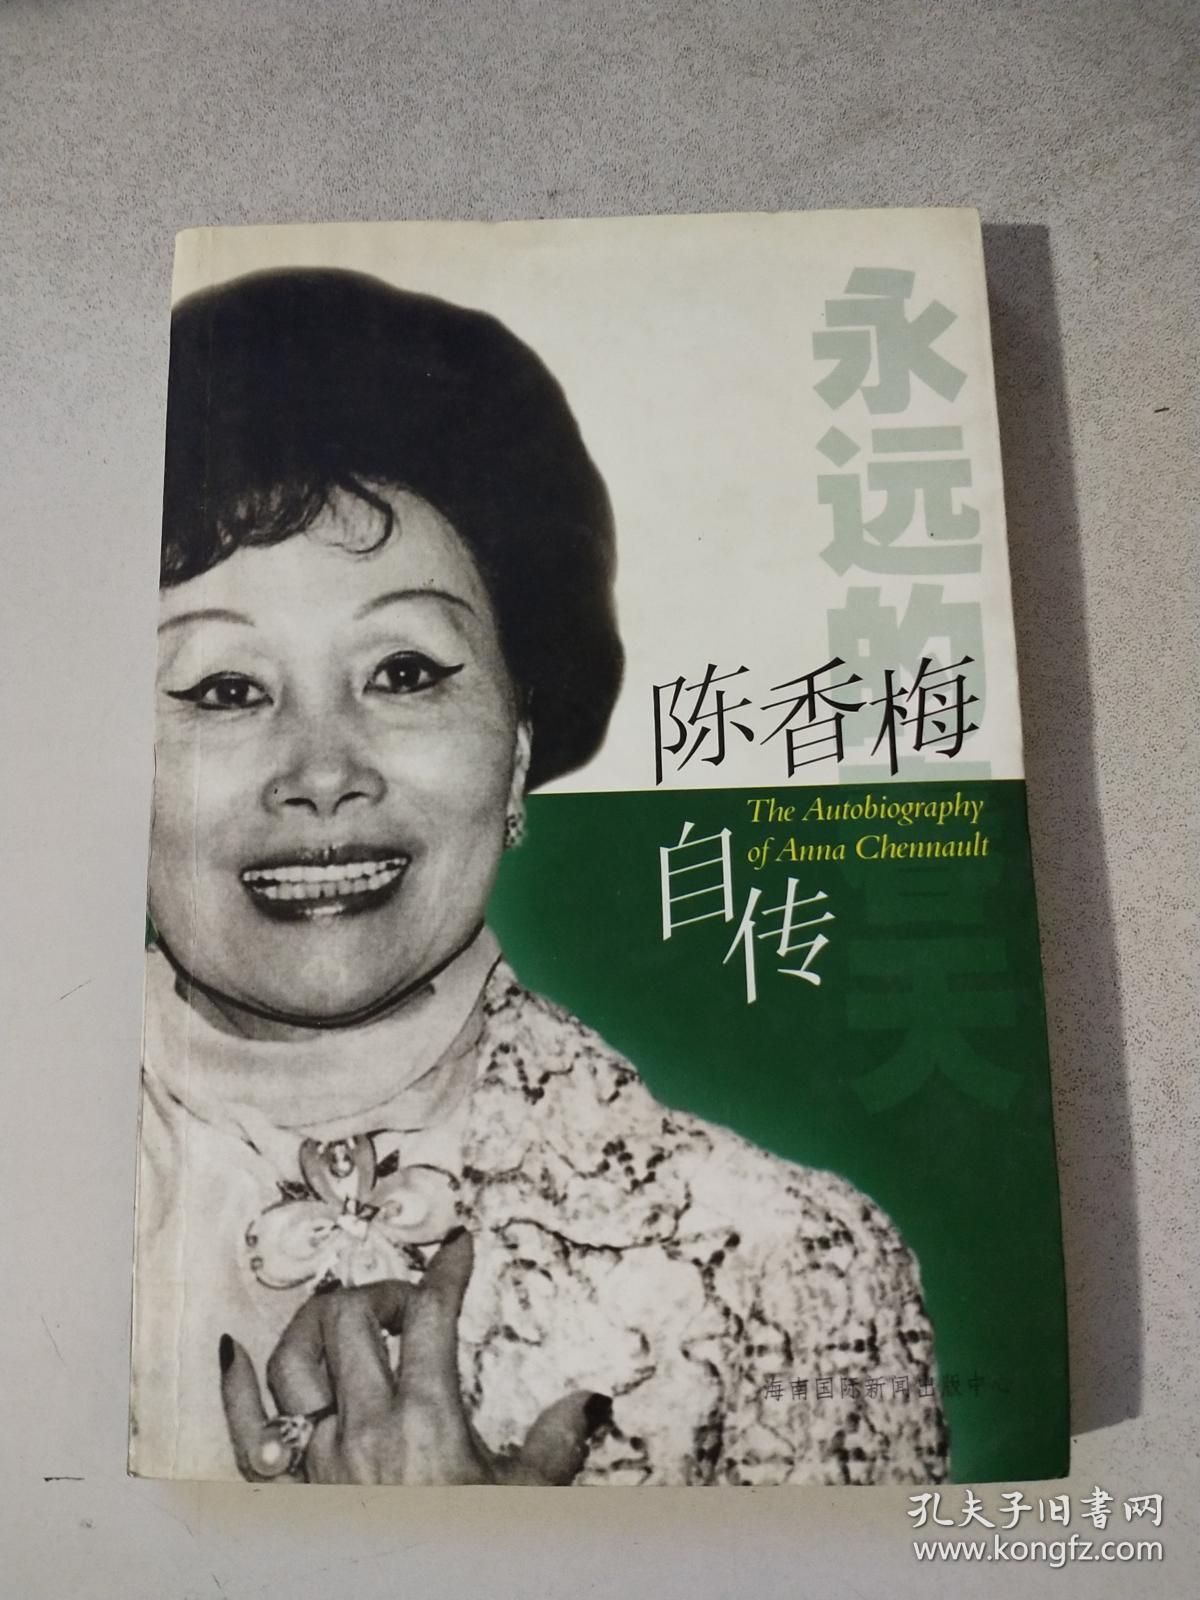 永远的春天
陈香梅
The Autobiography
of Anna Chennault
自传
海南国际新闻出版中心
孔夫子旧书网
www.kongfz.com